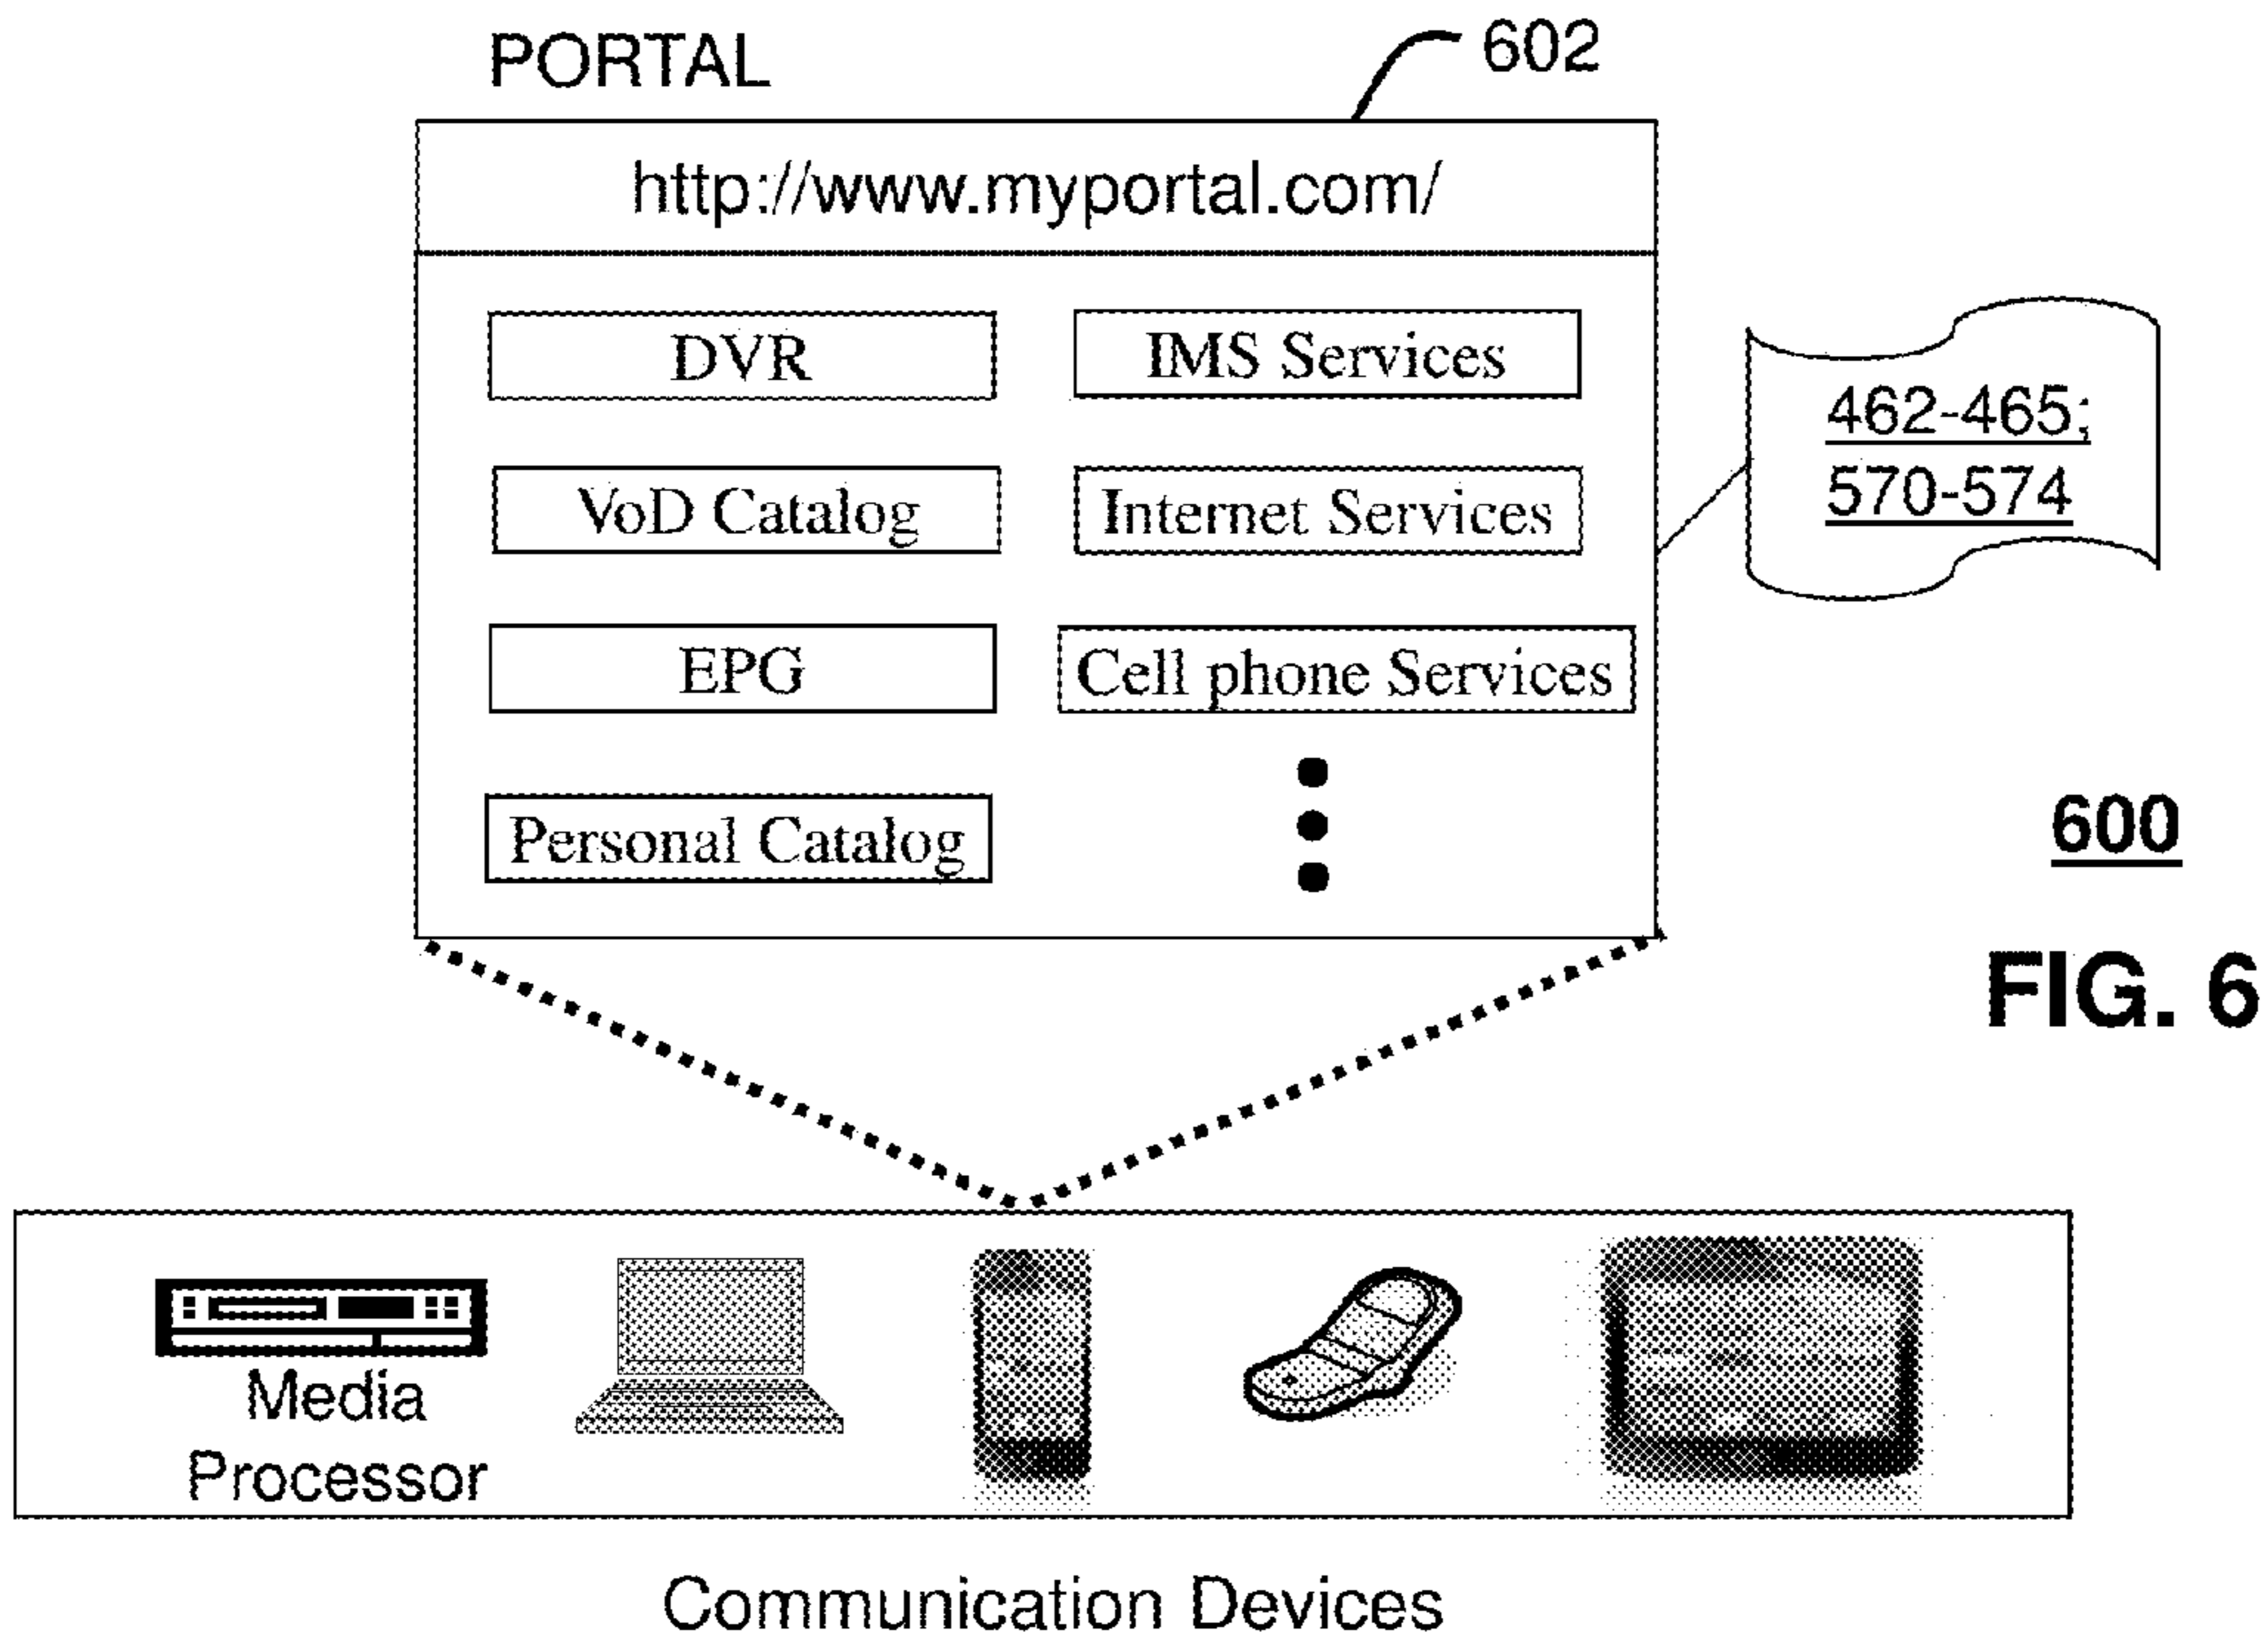 PORTAL
602
http://www.myportal.com/
DVR
IMS Services
VoD Catalog
Internet Services
EPG
Cell phone Services
Personal Catalog
462-465;
570-574
600
FIG. 6
Media
Processor
Communication Devices